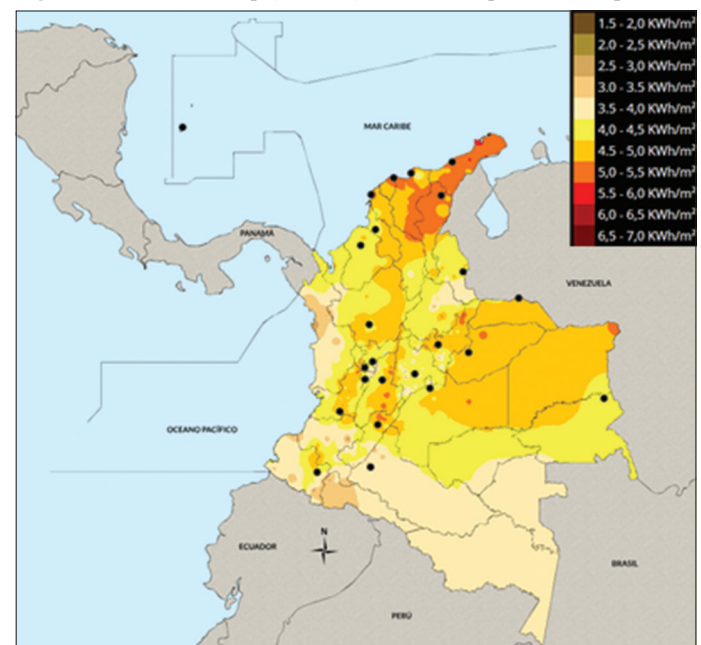 1.5 - 2,0 KWh/m²
2.0 - 2,5 KWh/m²
2.5 - 3,0 KWh/m²
3.0 - 3.5 KWh/m²
3.5 - 4,0 KWh/m²
4,0 - 4,5 KWh/m²
4.5 - 5,0 KWh/m²
5,0 - 5,5 KWh/m²
5.5 - 6,0 KWh/m²
6,0 - 6,5 KWh/m²
6,5 - 7,0 KWh/m²
MAR CARIBE
PANAMÁ
VENEZUELA
OCEANO PACÍFICO
N
ECUADOR
BRASIL
PERÚ